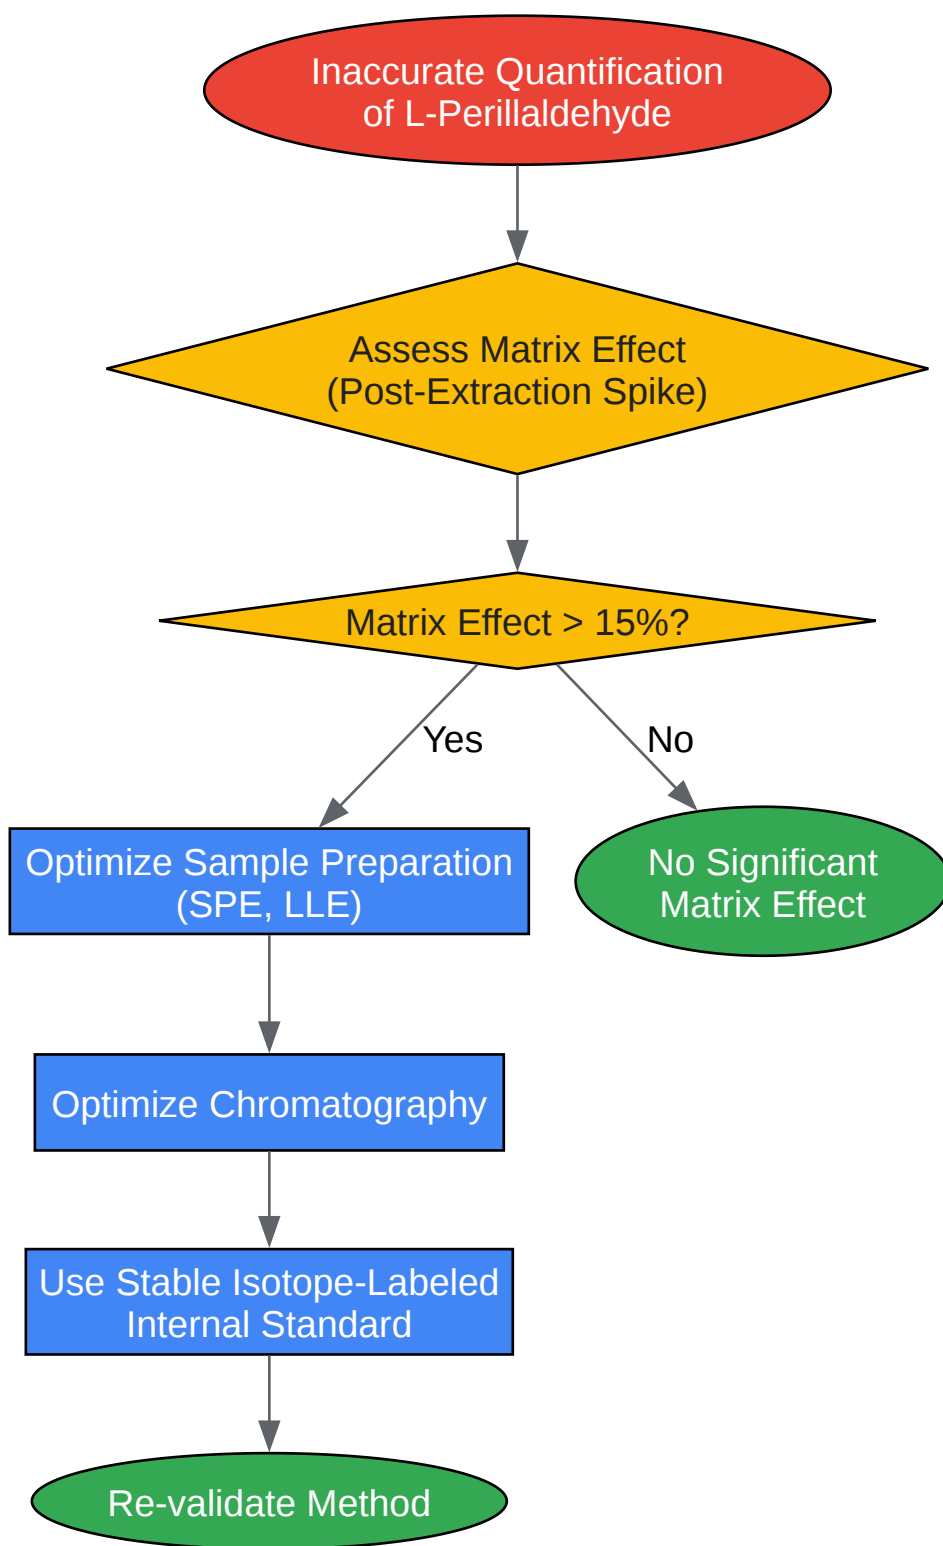 Inaccurate Quantification
of L-Perillaldehyde
Assess Matrix Effect
(Post-Extraction Spike)
Matrix Effect > 15%?
Yes
No
Optimize Sample Preparation
(SPE, LLE)
No Significant
Matrix Effect
Optimize Chromatography
Use Stable Isotope-Labeled
Internal Standard
Re-validate Method